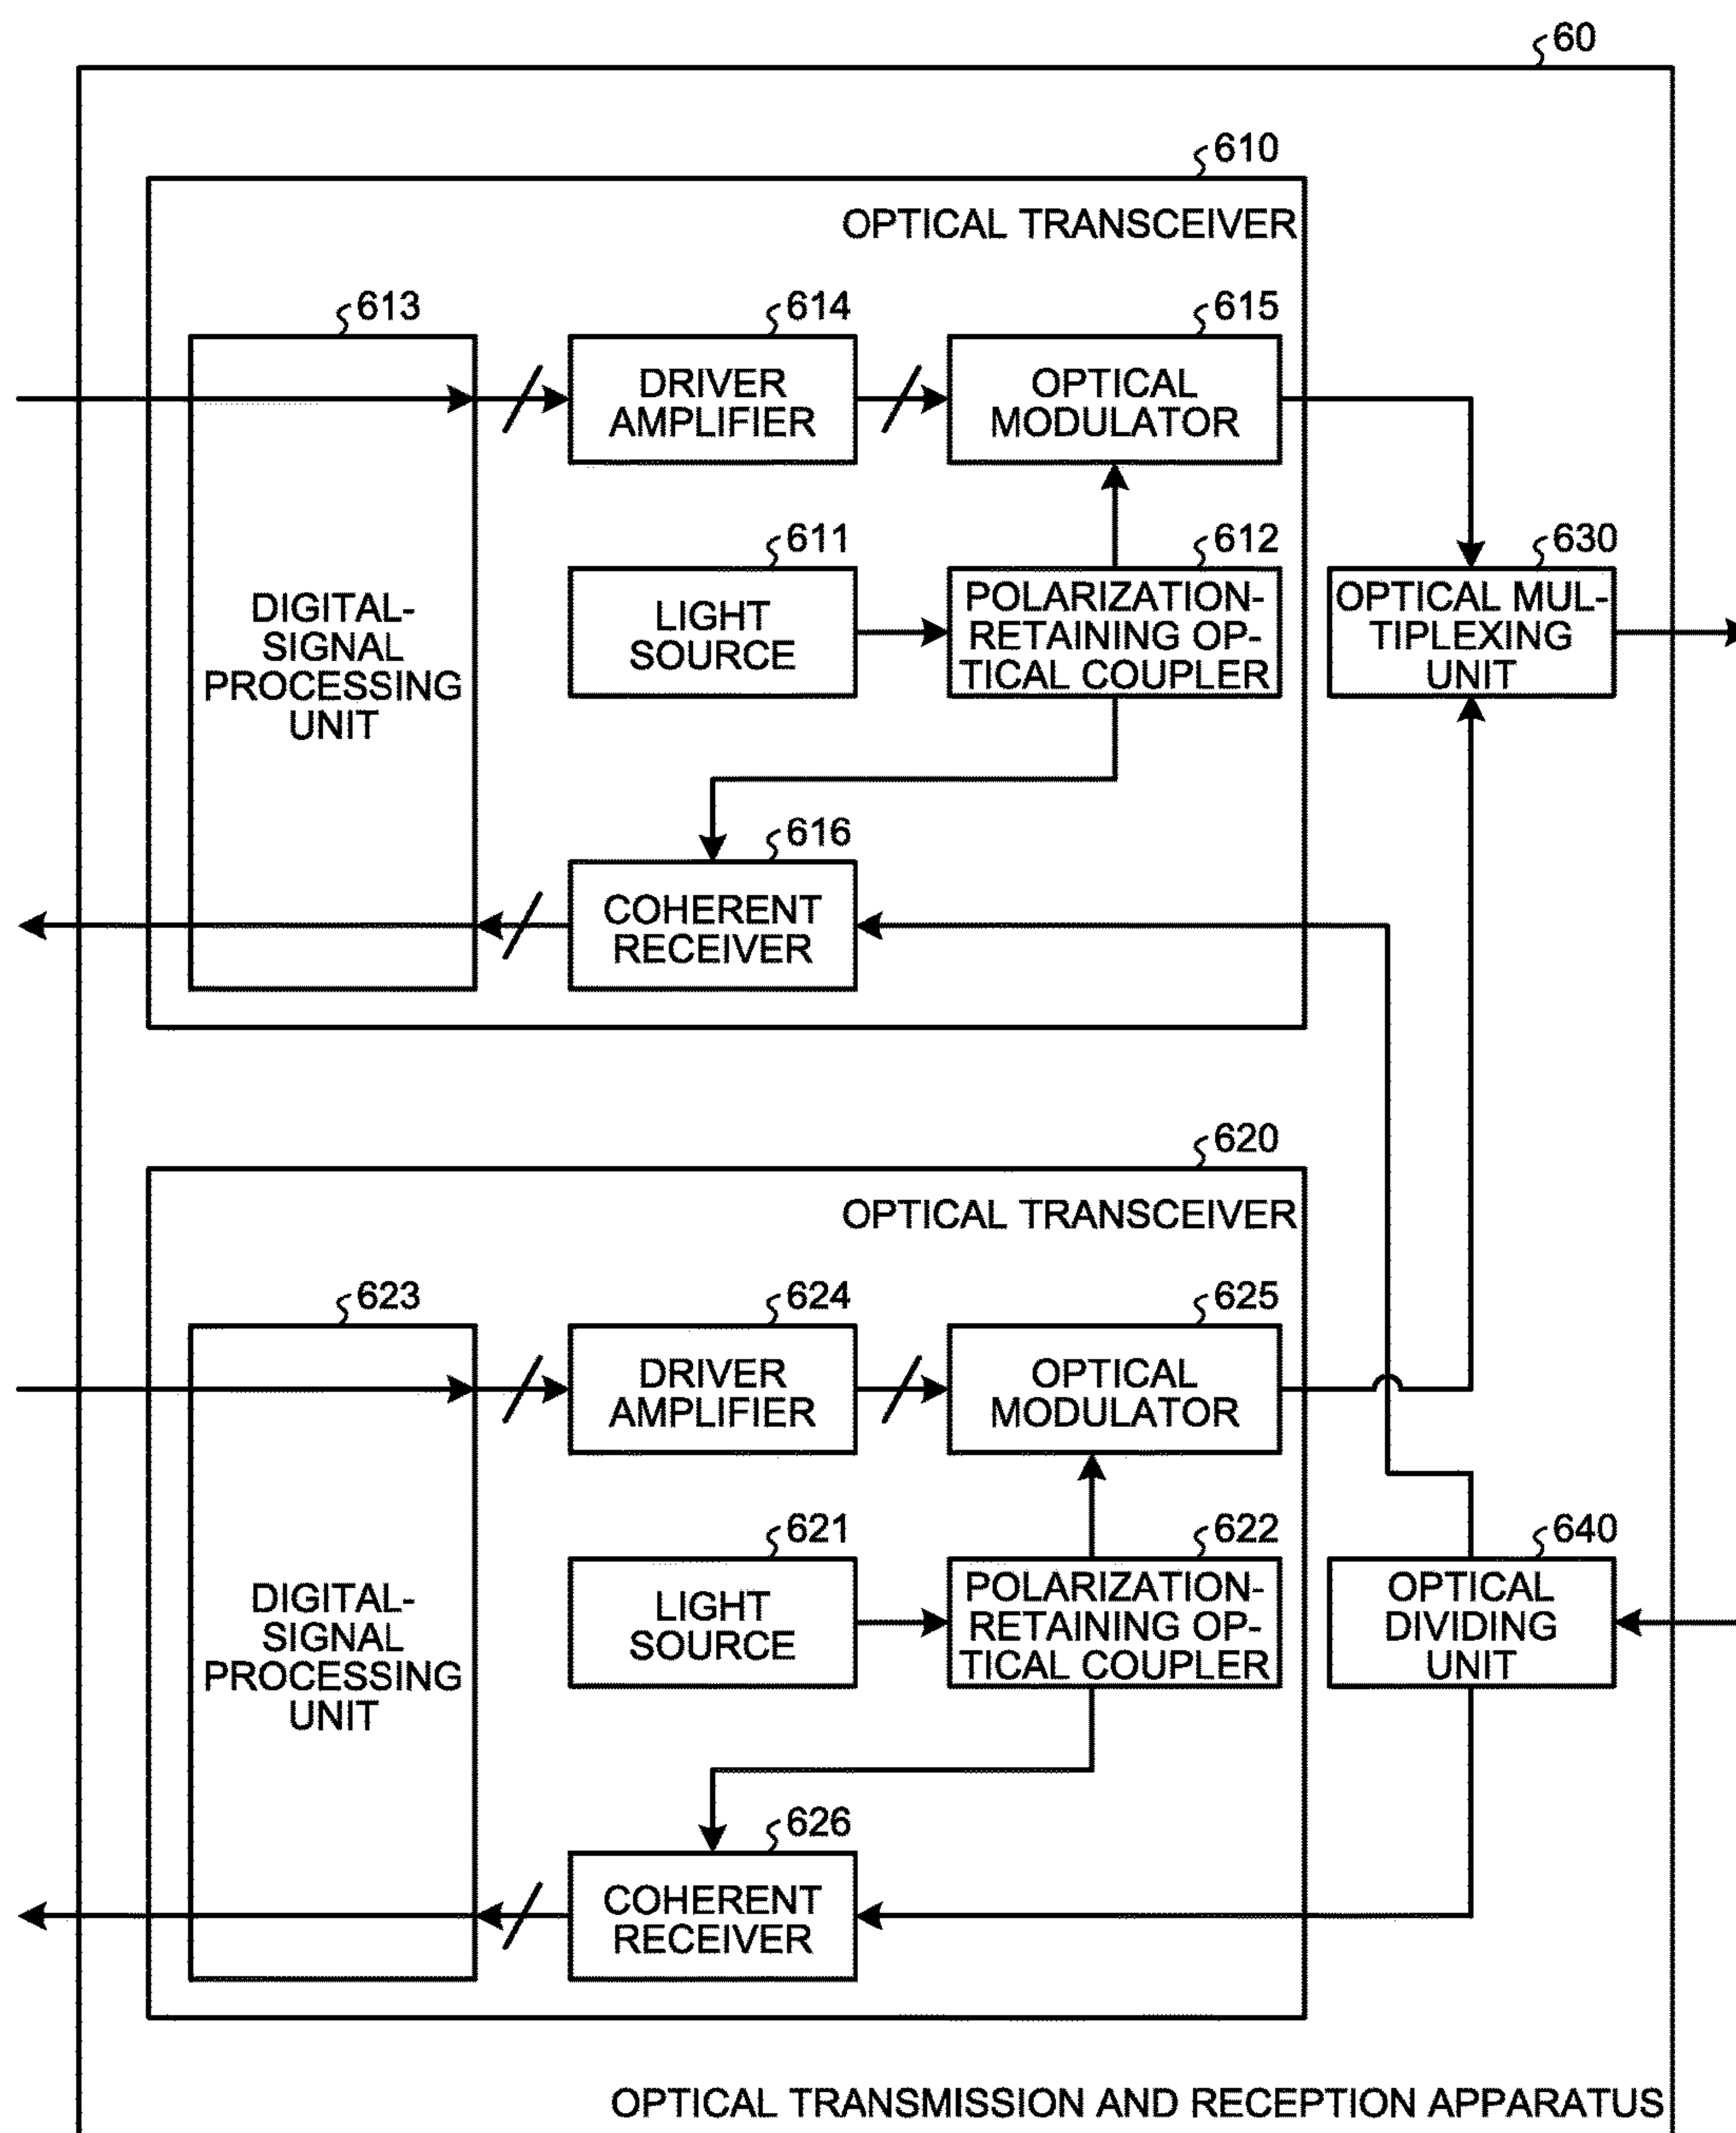 60
610
OPTICAL TRANSCEIVER
613
614
615
DRIVER
AMPLIFIER
OPTICAL
MODULATOR
611
612
630
DIGITAL-
SIGNAL
PROCESSING
UNIT
LIGHT
SOURCE
POLARIZATION-
RETAINING OP-
TICAL COUPLER
OPTICAL MUL-
TIPLEXING
UNIT
616
COHERENT
RECEIVER
620
OPTICAL TRANSCEIVER
623
624
625
DRIVER
AMPLIFIER
OPTICAL
MODULATOR
621
622
640
DIGITAL-
SIGNAL
PROCESSING
UNIT
LIGHT
SOURCE
POLARIZATION-
RETAINING OP-
TICAL COUPLER
OPTICAL
DIVIDING
UNIT
626
COHERENT
RECEIVER
OPTICAL TRANSMISSION AND RECEPTION APPARATUS